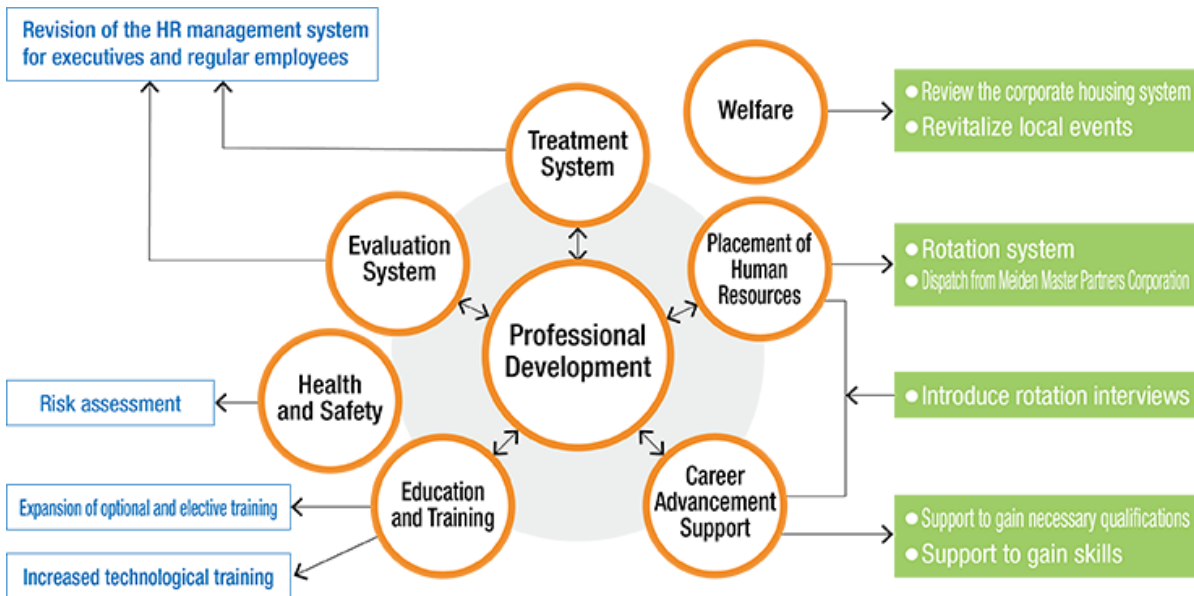 Revision of the HR management system
for executives and regular employees
Treatment
System
Welfare
● Review the corporate housing system
● Revitalize local events
Evaluation
System
Placement of
Human
Resources
● Rotation system
● Dispatch from Meiden Master Partners Corporation
Professional
Development
Health
and Safety
Risk assessment
● Introduce rotation interviews
Education
and Training
Career
Advancement
Support
Expansion of optional and elective training
Increased technological training
● Support to gain necessary qualifications
● Support to gain skills